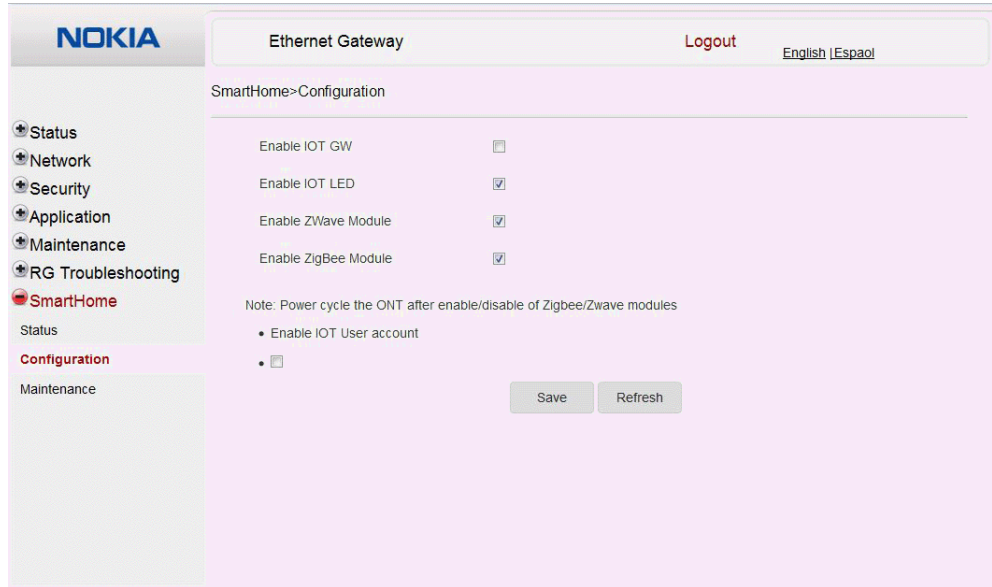 NOKIA
Ethernet Gateway
Logout
English |Espaol
SmartHome>Configuration
Status
Network
Security
Application
Maintenance
RG Troubleshooting
SmartHome
Status
Configuration
Maintenance
Enable IOT GW
Enable IOT LED
Enable ZWave Module
Enable ZigBee Module
Note: Power cycle the ONT after enable/disable of Zigbee/Zwave modules
• Enable IOT User account
•
Save
Refresh